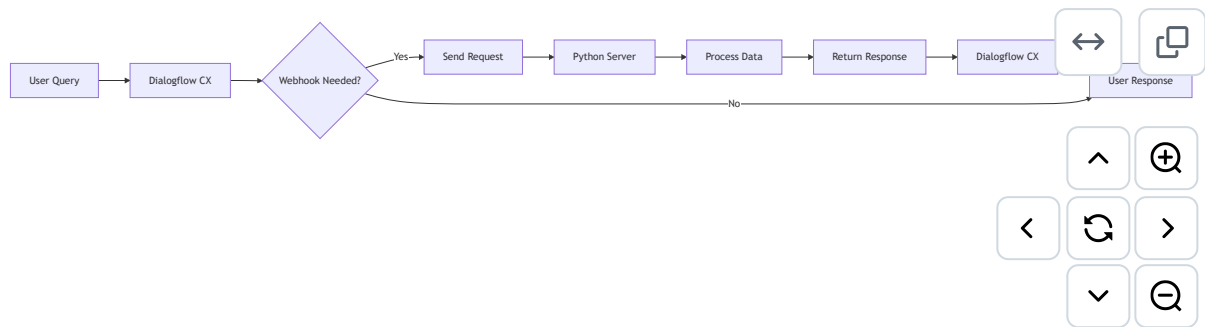 User Query
Dialogflow CX
Webhook Needed?
Yes
Send Request
Python Server
Process Data
Return Response
Dialogflow CX
User Response
No